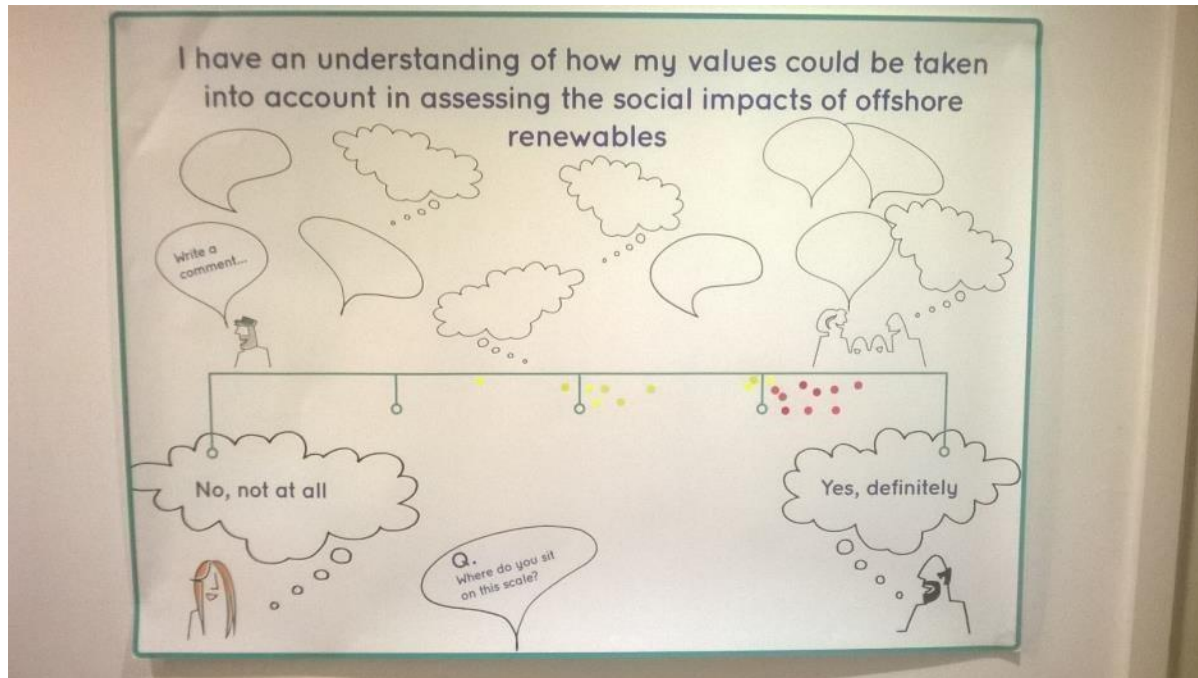 I have an understanding of how my values could be taken
into account in assessing the social impacts of offshore
renewables
Write a
comment...
No, not at all
Yes, definitely
Q.
Where do you sit
on this scale?